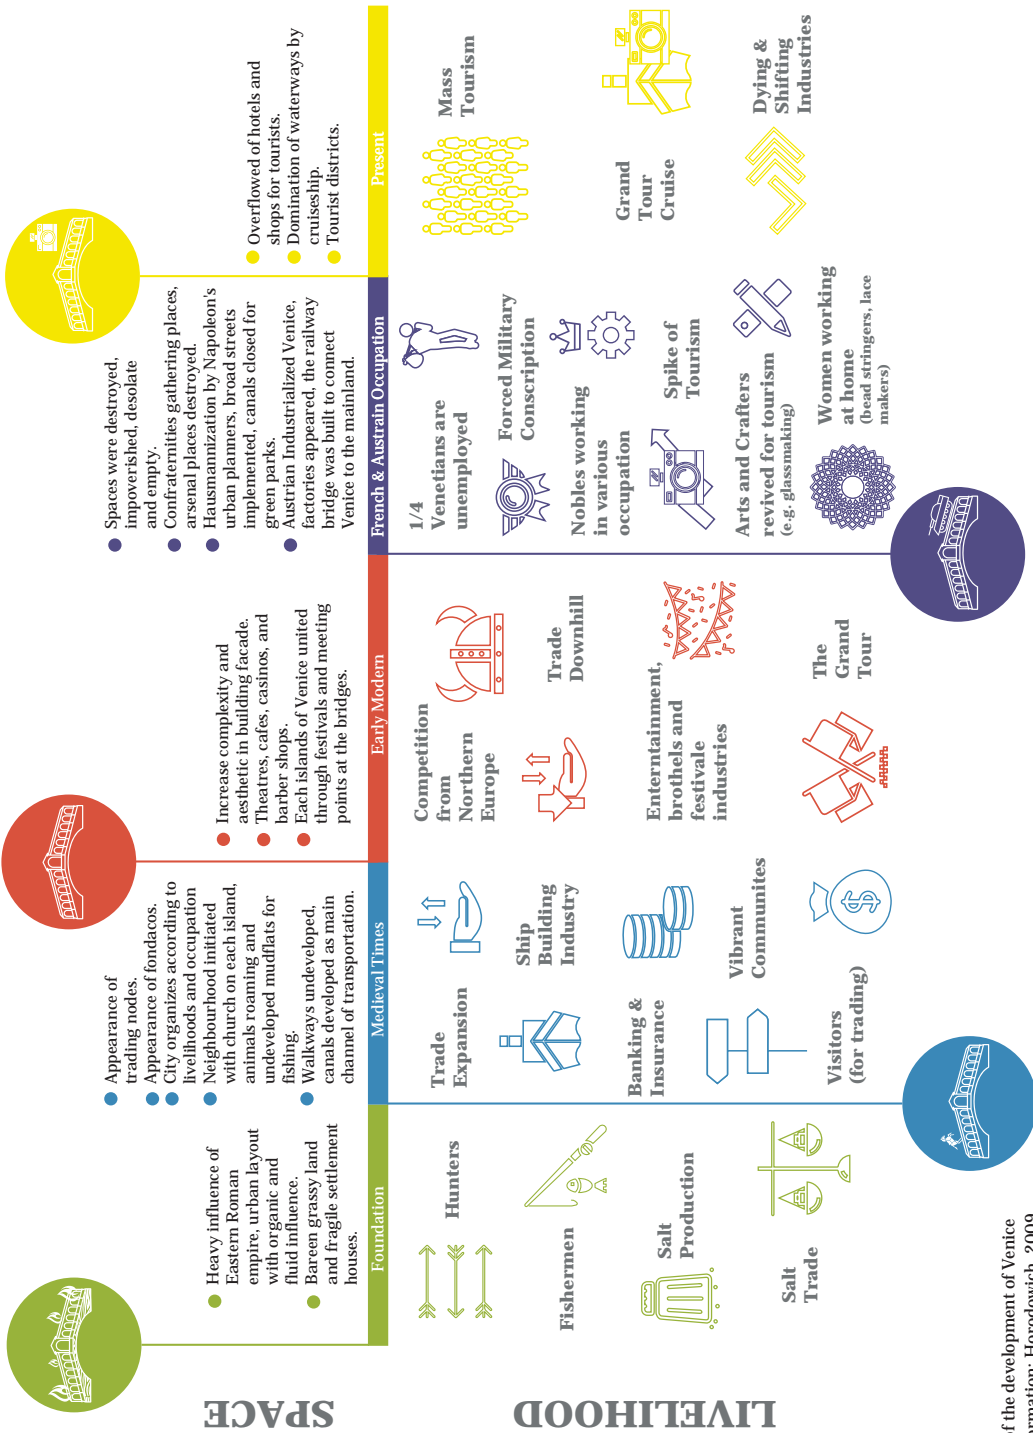 SPACE
Heavy influence of
Eastern Roman
empire, urban layout
with organic and
fluid influence.
Bareen grassy land
and fragile settlement
houses.
Appearance of
trading nodes.
Appearance of fondacos.
City organizes according to
livelihoods and occupation
Neighbourhood initiated
with church on each island,
animals roaming and
undeveloped mudflats for
fishing.
Walkways undeveloped,
canals developed as main
channel of transportation.
Increase complexity and
aesthetic in building facade.
Theatres, cafes, casinos, and
barber shops.
Each islands of Venice united
through festivals and meeting
points at the bridges.
Spaces were destroyed,
impoverished, desolate
and empty.
Confraternities gathering places,
arsenal places destroyed.
Hausmannization by Napoleon's
urban planners, broad streets
implemented, canals closed for
green parks.
Austrian Industrialized Venice,
factories appeared, the railway
bridge was built to connect
Venice to the mainland.
Overflowed of hotels and
shops for tourists.
Domination of waterways by
cruiseship.
Tourist districts.
Foundation
Medieval Times
Early Modern
French & Austrain Occupation
Present
LIVELIHOOD
Hunters
Fishermen
Salt
Production
Salt
Trade
Trade
Expansion
Ship
Building
Industry
Banking &
Insurance
Vibrant
Communites
Visitors
(for trading)
Competition
from
Northern
Europe
Trade
Downhill
Enterntainment,
brothels and
festivale
industries
The
Grand
Tour
1/4
Venetians are
unemployed
Forced Military
Conscription
Nobles working
in various
occupation
Spike of
Tourism
Arts and Crafters
revived for tourism
(e.g. glassmaking)
Women working
at home
(bead stringers, lace
makers)
Mass
Tourism
Grand
Tour
Cruise
Dying &
Shifting
Industries
the development of Venice
Horodowich, 2009